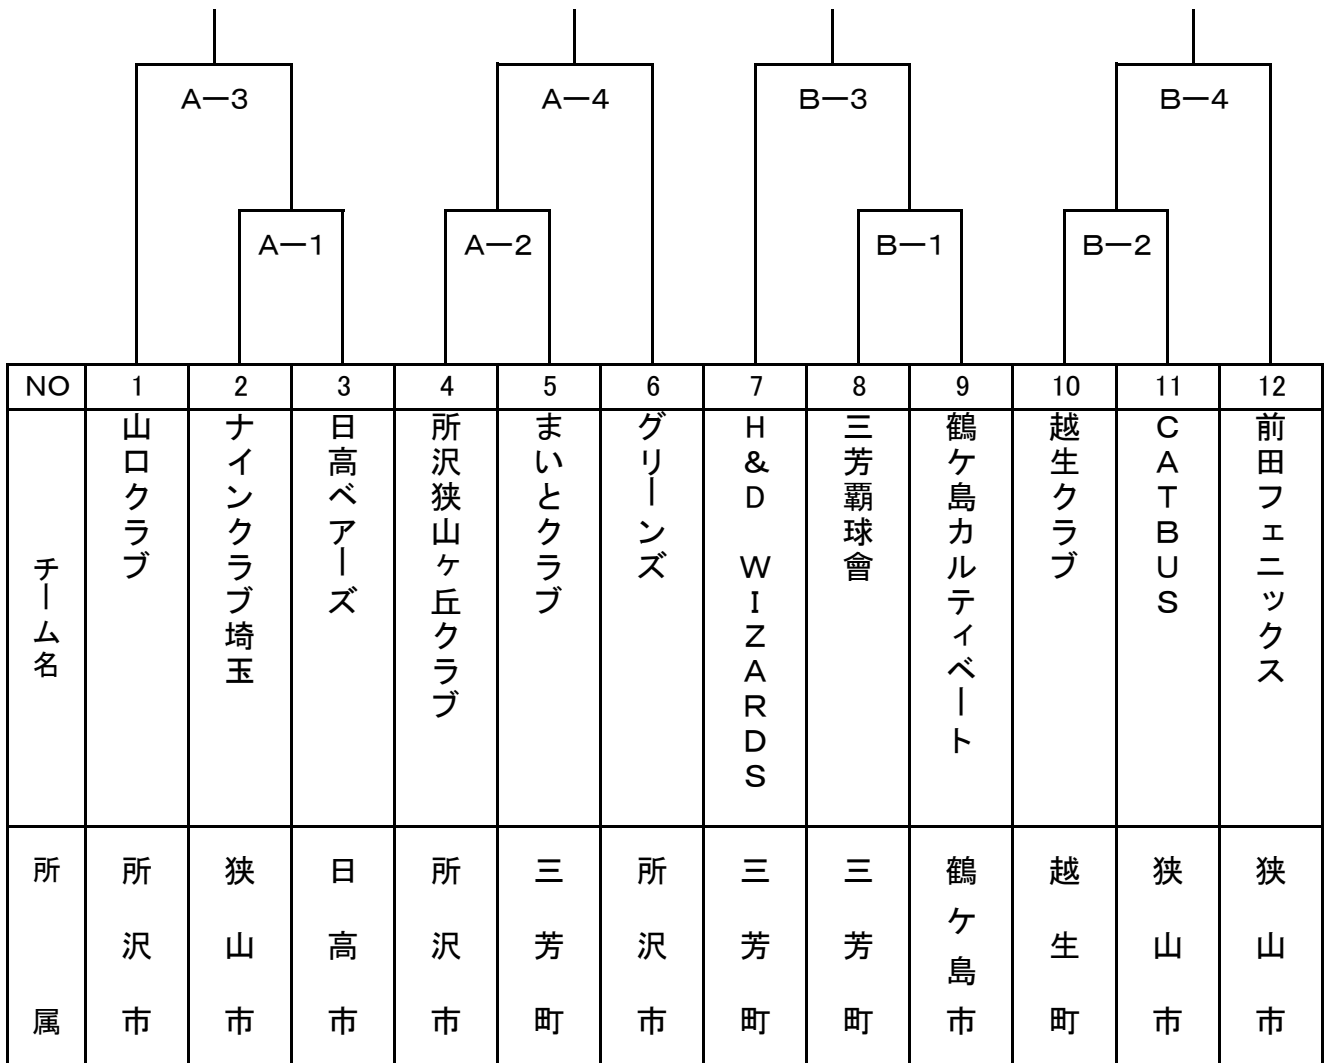 A－3
A－4
B－3
B－4
A－1
A－2
B－1
B－2
NO
1
2
3
4
5
6
7
8
9
10
11
12
チーム名
山口クラブ
ナインクラブ埼玉
日高ベアーズ
所沢狭山ヶ丘クラブ
まいとクラブ
グリーンズ
H&D WIZARDS
三芳覇球會
鶴ケ島カルティベート
越生クラブ
CATBUS
前田フェニックス
所属
所沢市
狭山市
日高市
所沢市
三芳町
所沢市
三芳町
三芳町
鶴ケ島市
越生町
狭山市
狭山市